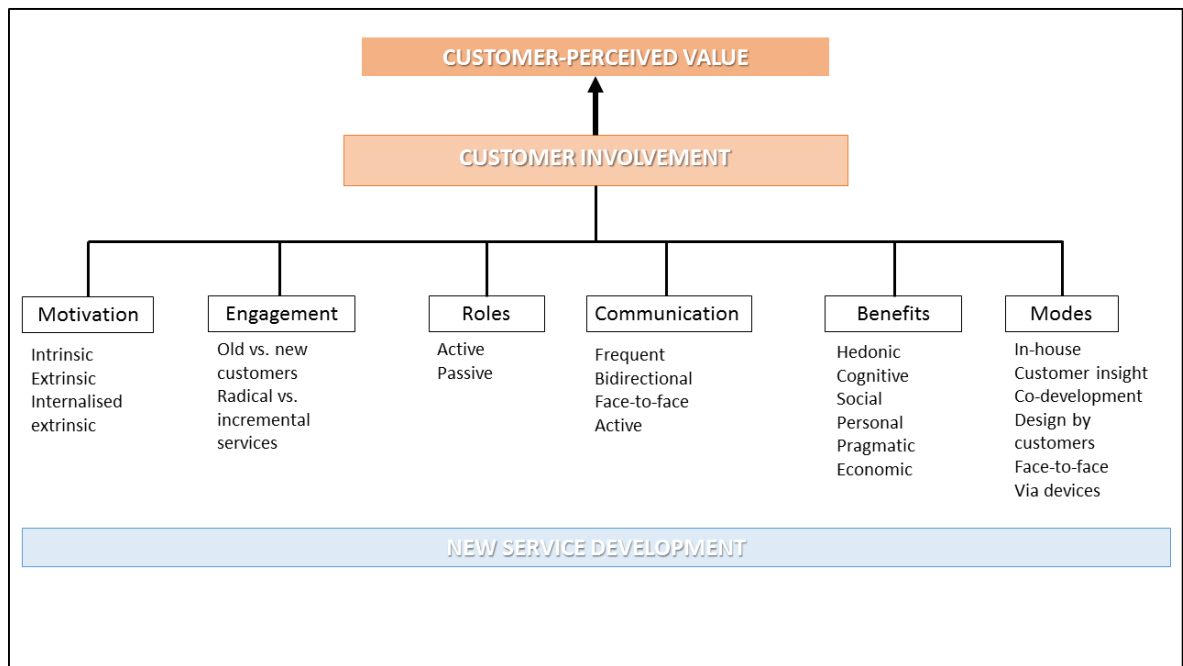 CUSTOMER-PERCEIVED VALUE
CUSTOMER INVOLVEMENT
Motivation
Intrinsic
Extrinsic
Internalised
extrinsic
Engagement
Old vs. new
customers
Radical vs.
incremental
services
Roles
Active
Passive
Communication
Frequent
Bidirectional
Face-to-face
Active
Benefits
Hedonic
Cognitive
Social
Personal
Pragmatic
Economic
Modes
In-house
Customer insight
Co-development
Design by
customers
Face-to-face
Via devices
NEW SERVICE DEVELOPMENT